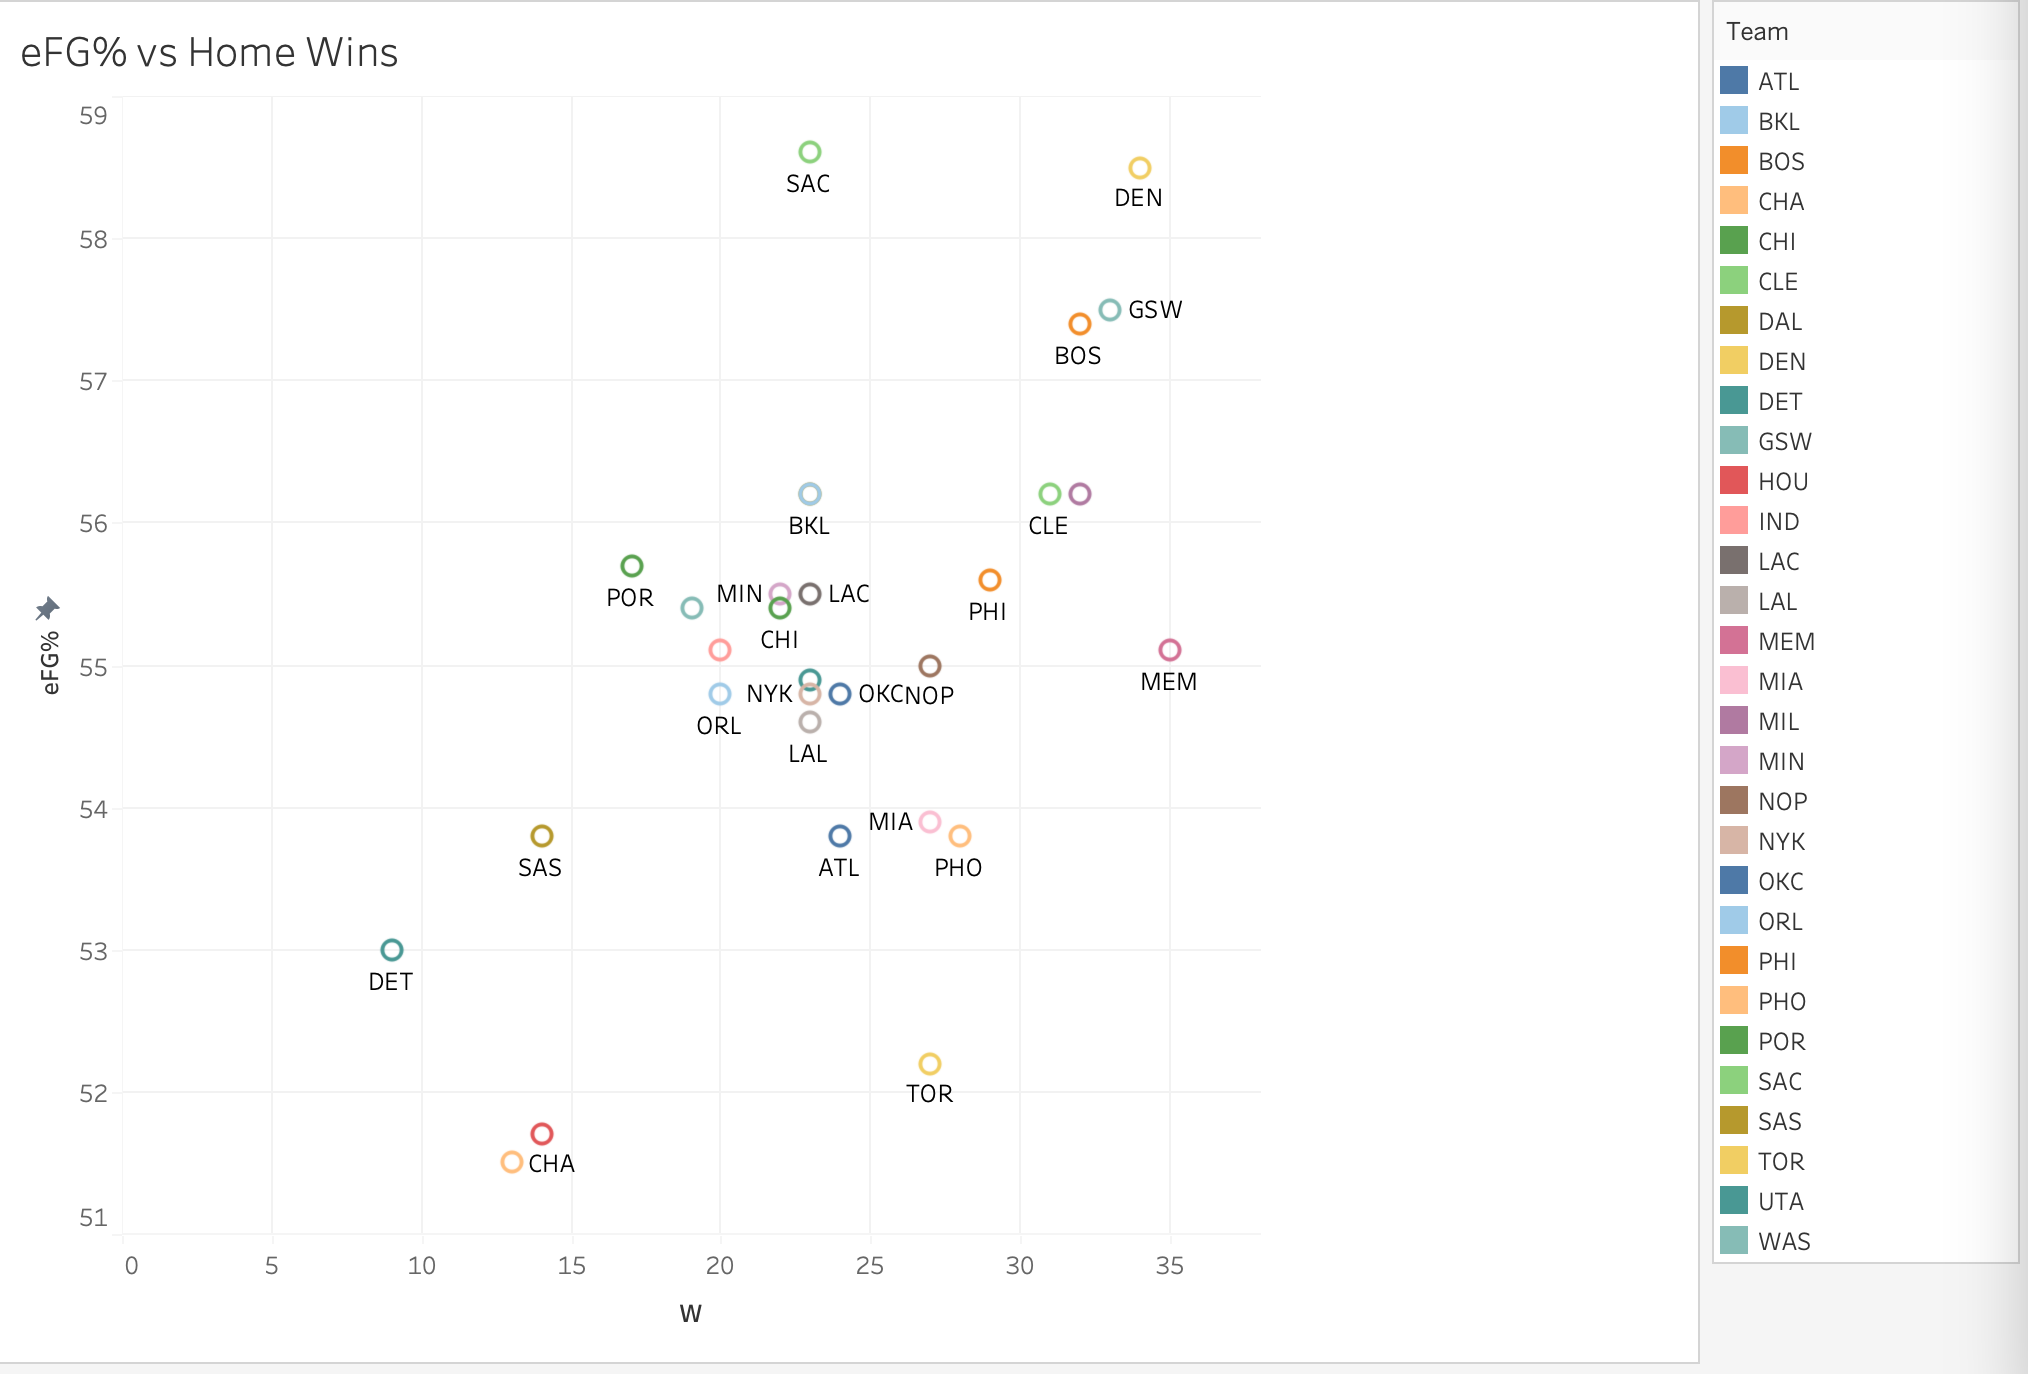 eFG% vs Home Wins
59
58
57
56
55
54
53
52
51
eFG%
SAC
DEN
GSW
BOS
BKL
CLE
POR
MIN
LAC
PHI
CHI
MEM
NYK
OKC
NOP
ORL
LAL
MIA
SAS
ATL
PHO
DET
TOR
CHA
0 5 10 15 20 25 30 35
W
Team
ATL
BKL
BOS
CHA
CHI
CLE
DAL
DEN
DET
GSW
HOU
IND
LAC
LAL
MEM
MIA
MIL
MIN
NOP
NYK
OKC
ORL
PHI
PHO
POR
SAC
SAS
TOR
UTA
WAS